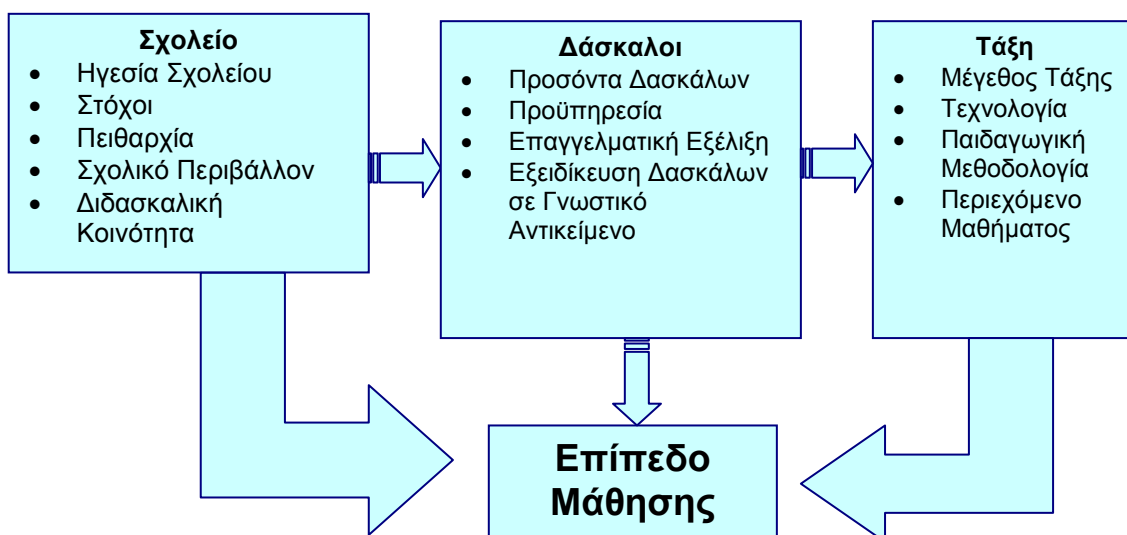 Σχολείο
• Ηγεσία Σχολείου
• Στόχοι
• Πειθαρχία
• Σχολικό Περιβάλλον
• Διδασκαλική
Κοινότητα
Δάσκαλοι
• Προσόντα Δασκάλων
• Προϋπηρεσία
• Επαγγελματική Εξέλιξη
• Εξειδίκευση Δασκάλων
σε Γνωστικό
Αντικείμενο
Τάξη
• Μέγεθος Τάξης
• Τεχνολογία
• Παιδαγωγική
Μεθοδολογία
• Περιεχόμενο
Μαθήματος
Επίπεδο
Μάθησης